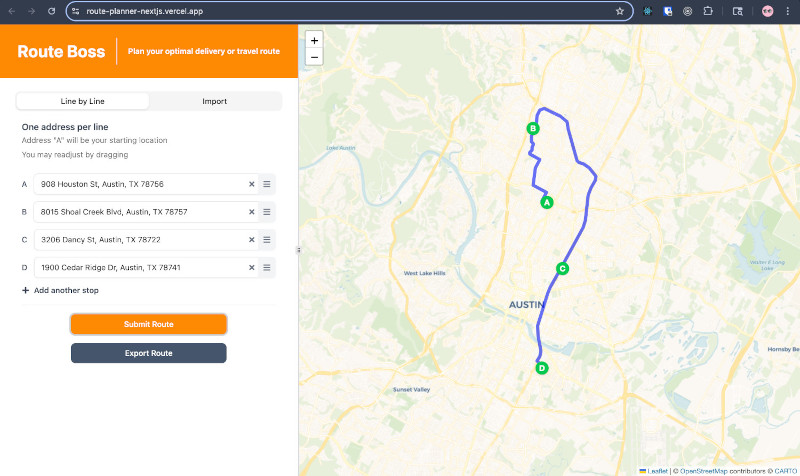 route-planner-nextjs.vercel.app
Route Boss
Plan your optimal delivery or travel route
Line by Line
Import
One address per line
Address "A" will be your starting location
You may readjust by dragging
A 908 Houston St, Austin, TX 78756
B 8015 Shoal Creek Blvd, Austin, TX 78757
C 3206 Dancy St, Austin, TX 78722
D 1900 Cedar Ridge Dr, Austin, TX 78741
+ Add another stop
Submit Route
Export Route
+
−
Lake Austin
B
A
West Lake Hills
C
Walter E Long Lake
AUSTIN
Hornsby Be
D
Sunset Valley
Leaflet | © OpenStreetMap contributors © CARTO